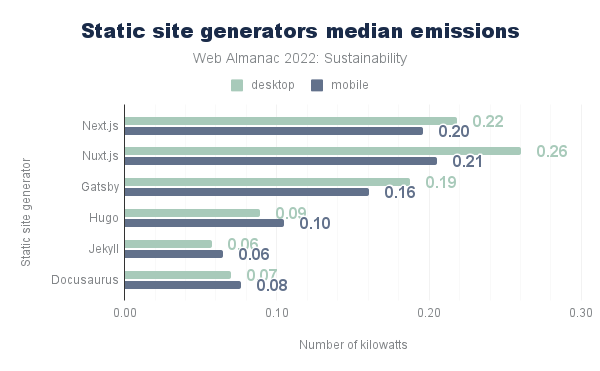 Static site generators median emissions
Web Almanac 2022: Sustainability
desktop mobile
Static site generator
Next.js 0.22 0.20
Nuxt.js 0.26 0.21
Gatsby 0.19 0.16
Hugo 0.09 0.10
Jekyll 0.06 0.06
Docusaurus 0.07 0.08
0.00 0.10 0.20 0.30
Number of kilowatts